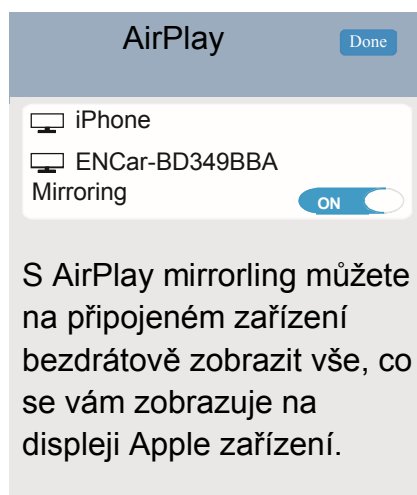 AirPlay Done
iPhone
ENCar-BD349BBA
Mirroring ON
S AirPlay mirrorling můžete
na připojeném zařízení
bezdrátově zobrazit vše, co
se vám zobrazuje na
displeji Apple zařízení.